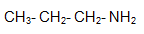 CH₃- CH₂- CH₂- NH₂